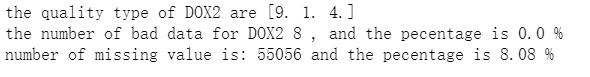 the quality type of DOX2 are [9. 1. 4.]
the number of bad data for DOX2 8 , and the pecentage is 0.0 %
number of missing value is: 55056 and the pecentage is 8.08 %